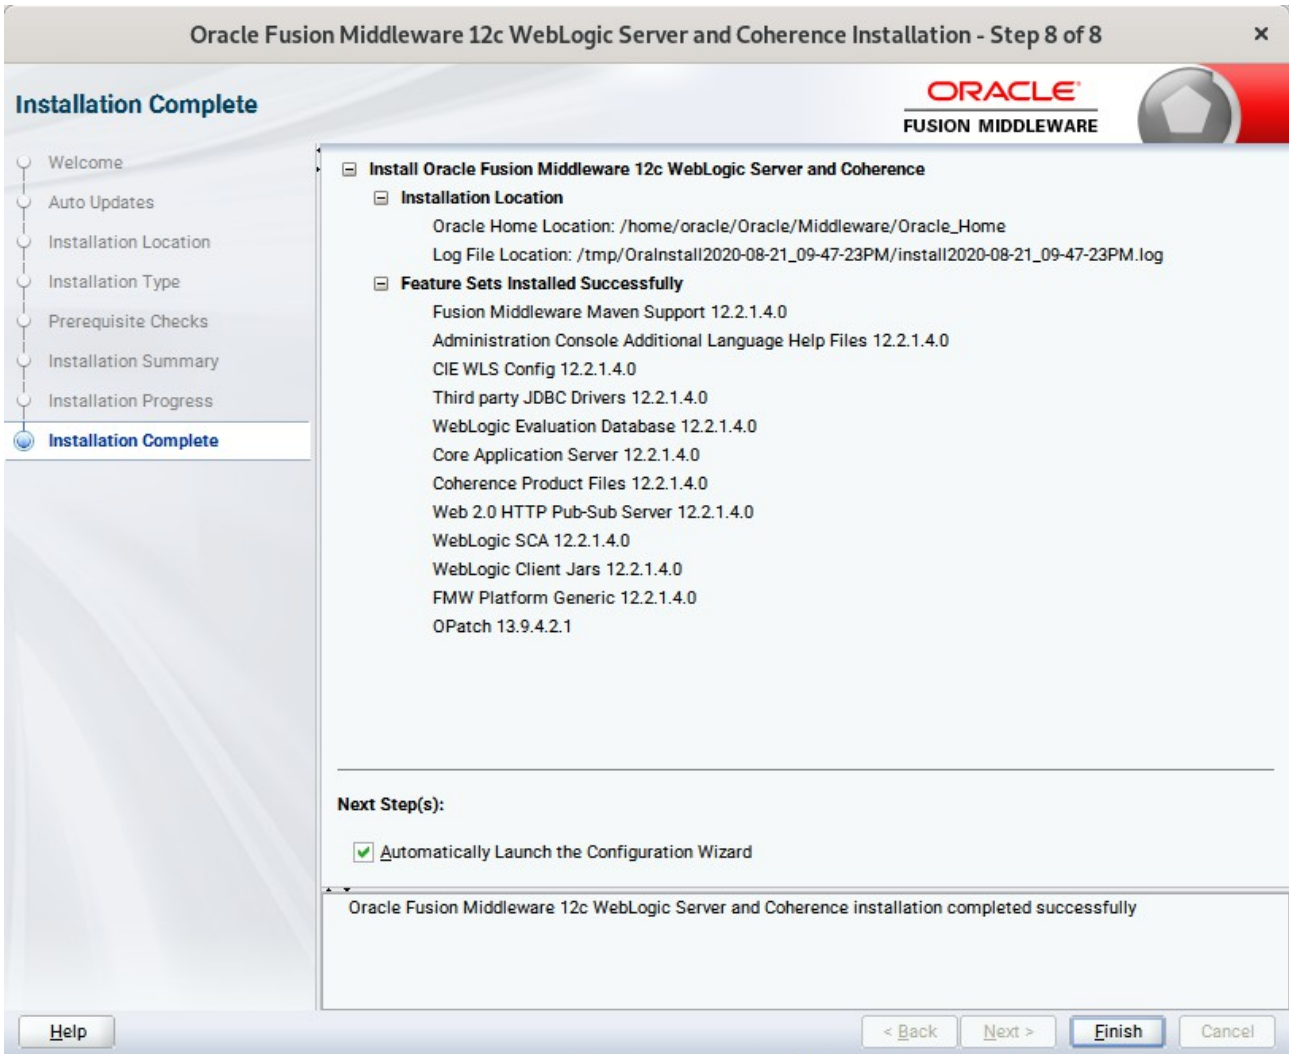 Oracle Fusion Middleware 12c WebLogic Server and Coherence Installation - Step 8 of 8
Installation Complete
ORACLE
FUSION MIDDLEWARE
Welcome
Auto Updates
Installation Location
Installation Type
Prerequisite Checks
Installation Summary
Installation Progress
Installation Complete
Install Oracle Fusion Middleware 12c WebLogic Server and Coherence
Installation Location
Oracle Home Location: /home/oracle/Oracle/Middleware/Oracle_Home
Log File Location: /tmp/OraInstall2020-08-21_09-47-23PM/install2020-08-21_09-47-23PM.log
Feature Sets Installed Successfully
Fusion Middleware Maven Support 12.2.1.4.0
Administration Console Additional Language Help Files 12.2.1.4.0
CIE WLS Config 12.2.1.4.0
Third party JDBC Drivers 12.2.1.4.0
WebLogic Evaluation Database 12.2.1.4.0
Core Application Server 12.2.1.4.0
Coherence Product Files 12.2.1.4.0
Web 2.0 HTTP Pub-Sub Server 12.2.1.4.0
WebLogic SCA 12.2.1.4.0
WebLogic Client Jars 12.2.1.4.0
FMW Platform Generic 12.2.1.4.0
OPatch 13.9.4.2.1
Next Step(s):
Automatically Launch the Configuration Wizard
Oracle Fusion Middleware 12c WebLogic Server and Coherence installation completed successfully
Help
< Back
Next >
Finish
Cancel